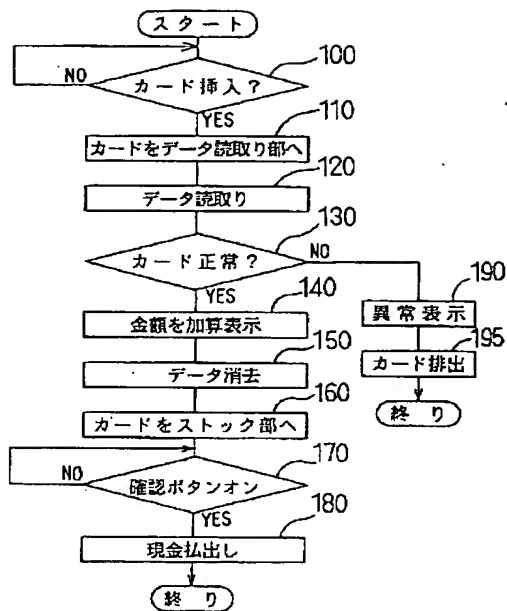 スタート
100
カード挿入?
NO
YES
110
カードをデータ読取り部へ
120
データ読取り
130
カード正常?
NO
YES
140
金額を加算表示
150
データ消去
160
カードをストック部へ
170
確認ボタンオン
NO
YES
180
現金払出し
終り
190
異常表示
195
カード排出
終り